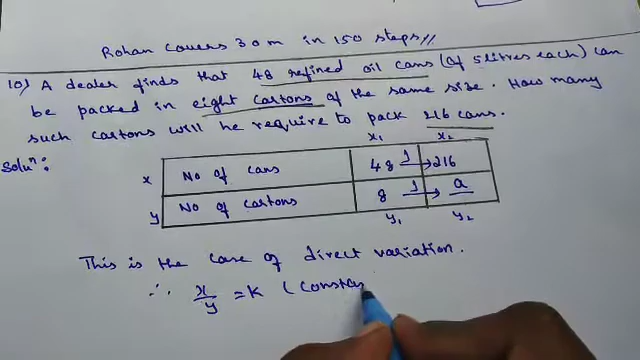 Rohan Covers 30m in 150 steps//
10) A dealer finds that 48 refined oil cans (of 5 litres each) can
be packed in eight cartons of the same size. How many
such cartons will he require to pack 216 cans.
Soluⁿ:
x₁ x₂
x No of cans 48 → 216
y No of cartons 8 → a
y₁ y₂
This is the case of direct variation.
∴ x/y = K (Constan